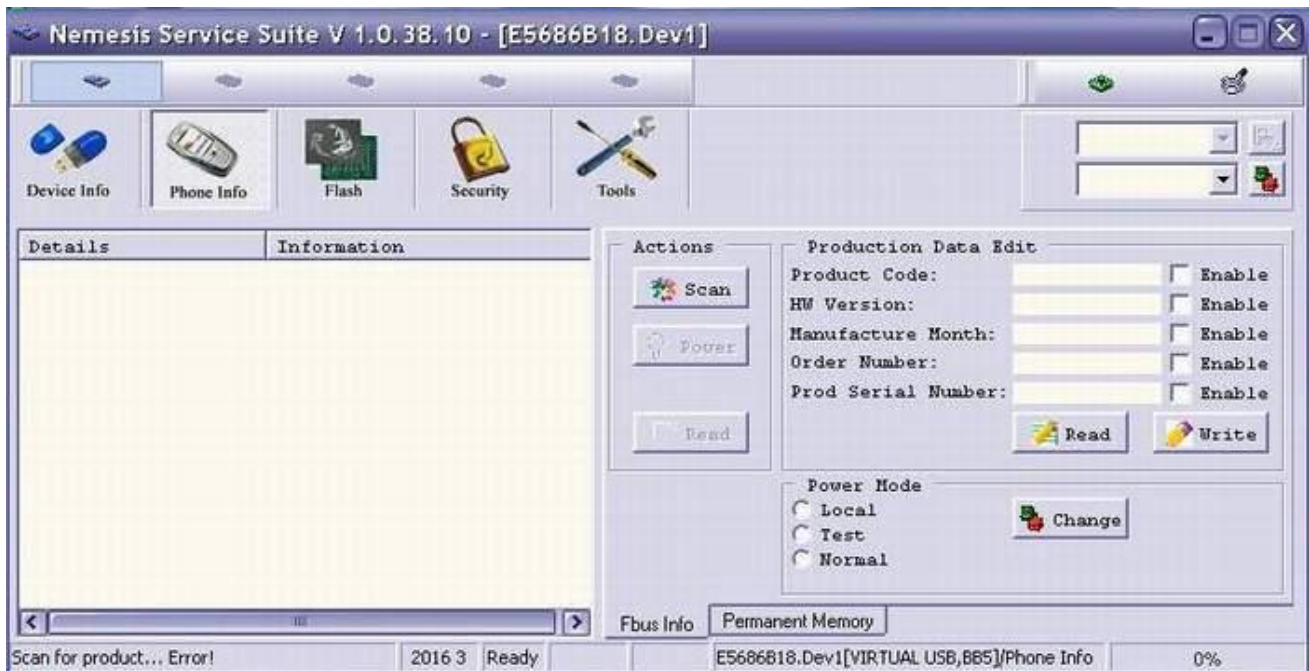 Nemesis Service Suite V 1.0.38.10 - [E5686B18.Dev1]
Device Info
Phone Info
Flash
Security
Tools
Details Information
Actions
Scan
Power
Read
Production Data Edit
Product Code: Enable
HW Version: Enable
Manufacture Month: Enable
Order Number: Enable
Prod Serial Number: Enable
Read Write
Power Mode
Local
Test
Normal
Change
Fbus Info Permanent Memory
Scan for product... Error! 2016 3 Ready E5686B18.Dev1[VIRTUAL USB,BB5]/Phone Info 0%